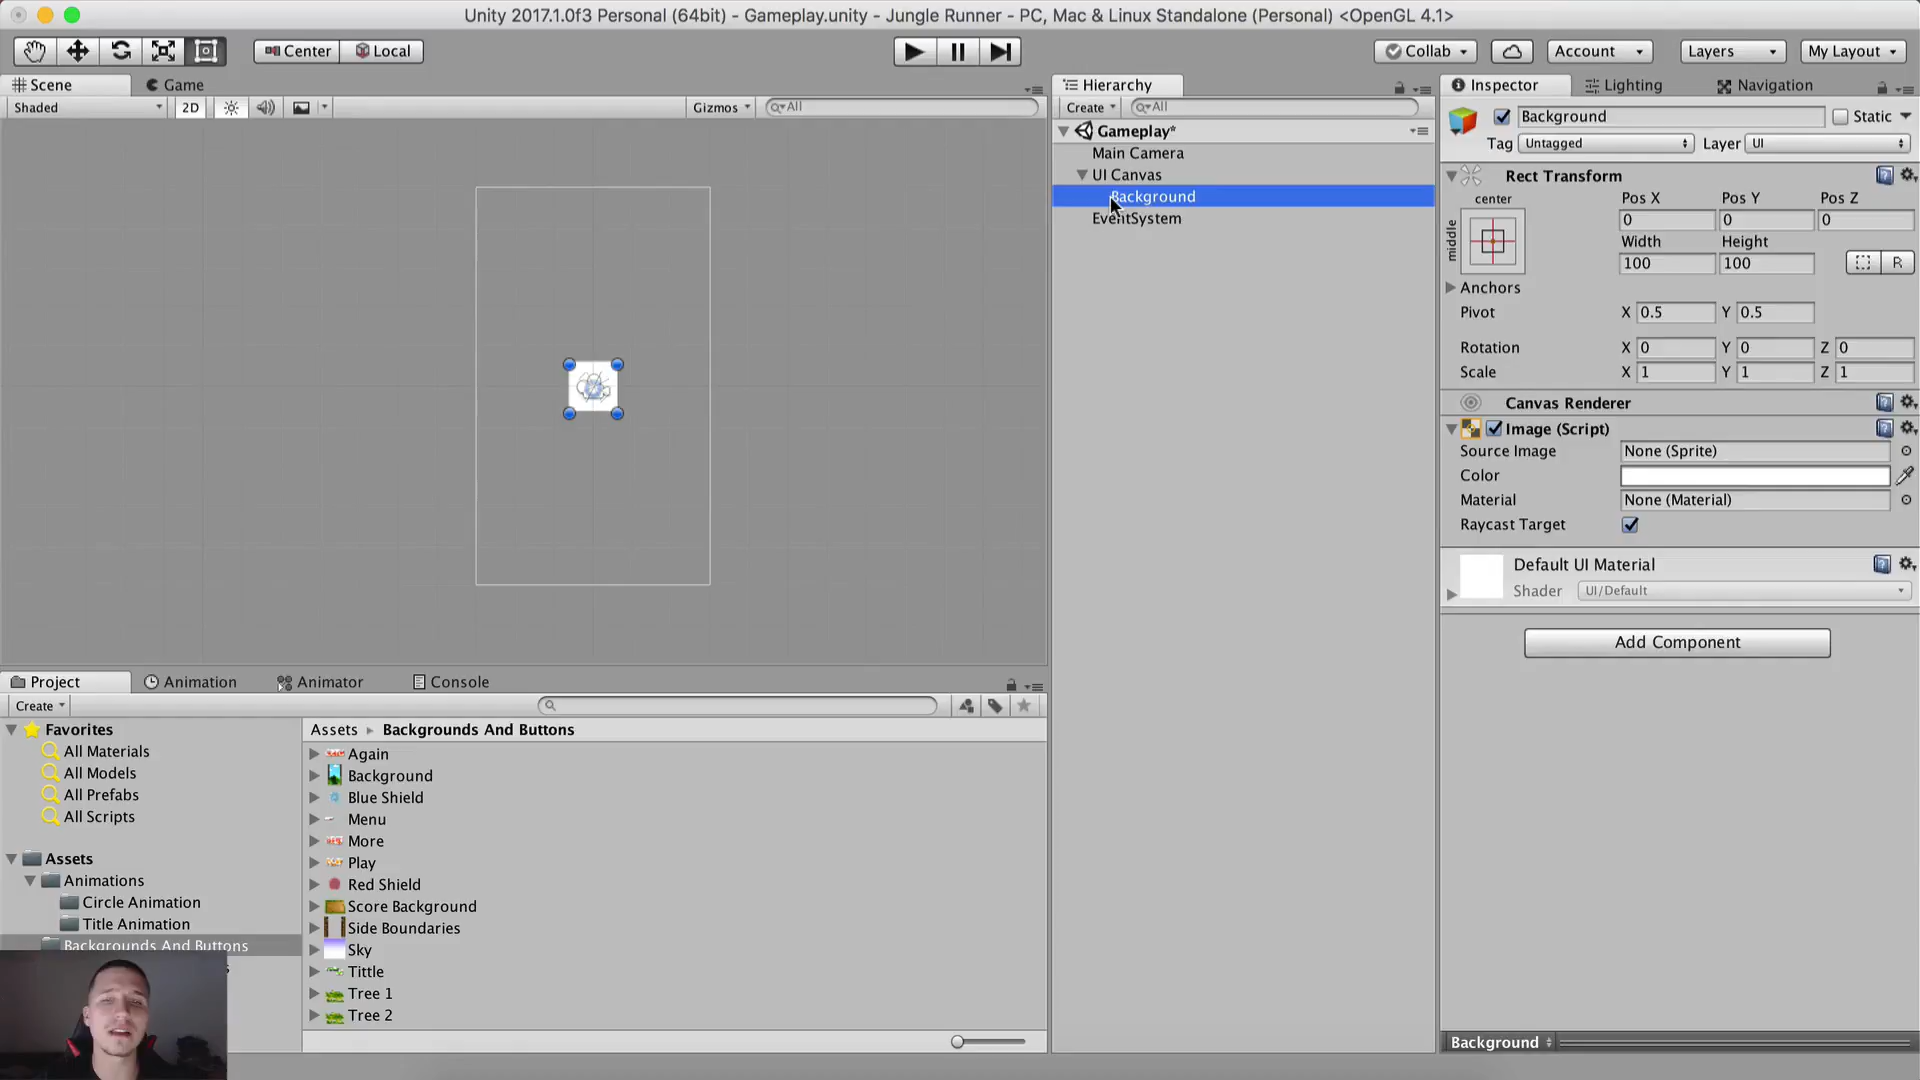 Unity 2017.1.0f3 Personal (64bit) - Gameplay.unity - Jungle Runner - PC, Mac & Linux Standalone (Personal) <OpenGL 4.1>
Center Local Collab Account Layers My Layout
Scene Game
Shaded 2D Gizmos All
Hierarchy
Create All
Gameplay*
Main Camera
UI Canvas
Background
EventSystem
Inspector Lighting Navigation
Background Static
Tag Untagged Layer UI
Rect Transform
center Pos X Pos Y Pos Z
middle 0 0 0
Width Height
100 100 R
Anchors
Pivot X 0.5 Y 0.5
Rotation X 0 Y 0 Z 0
Scale X 1 Y 1 Z 1
Canvas Renderer
Image (Script)
Source Image None (Sprite)
Color
Material None (Material)
Raycast Target
Default UI Material
Shader UI/Default
Add Component
Background
Project Animation Animator Console
Create
Favorites
All Materials
All Models
All Prefabs
All Scripts
Assets
Animations
Circle Animation
Title Animation
Backgrounds And Buttons
Assets Backgrounds And Buttons
Again
Background
Blue Shield
Menu
More
Play
Red Shield
Score Background
Side Boundaries
Sky
Tittle
Tree 1
Tree 2